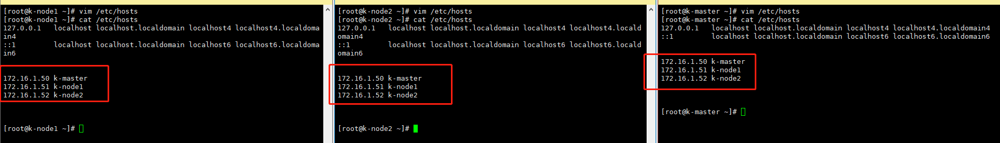 [root@k-node1 ~]# vim /etc/hosts
[root@k-node1 ~]# cat /etc/hosts
127.0.0.1   localhost localhost.localdomain localhost4 localhost4.localdoma
in4
::1         localhost localhost.localdomain localhost6 localhost6.localdoma
in6
172.16.1.50 k-master
172.16.1.51 k-node1
172.16.1.52 k-node2
[root@k-node1 ~]#
[root@k-node2 ~]# vim /etc/hosts
[root@k-node2 ~]# cat /etc/hosts
127.0.0.1   localhost localhost.localdomain localhost4 localhost4.locald
omain4
::1         localhost localhost.localdomain localhost6 localhost6.locald
omain6
172.16.1.50 k-master
172.16.1.51 k-node1
172.16.1.52 k-node2
[root@k-node2 ~]#
[root@k-master ~]# vim /etc/hosts
[root@k-master ~]# cat /etc/hosts
127.0.0.1   localhost localhost.localdomain localhost4 localhost4.localdomain4
::1         localhost localhost.localdomain localhost6 localhost6.localdomain6
172.16.1.50 k-master
172.16.1.51 k-node1
172.16.1.52 k-node2
[root@k-master ~]#